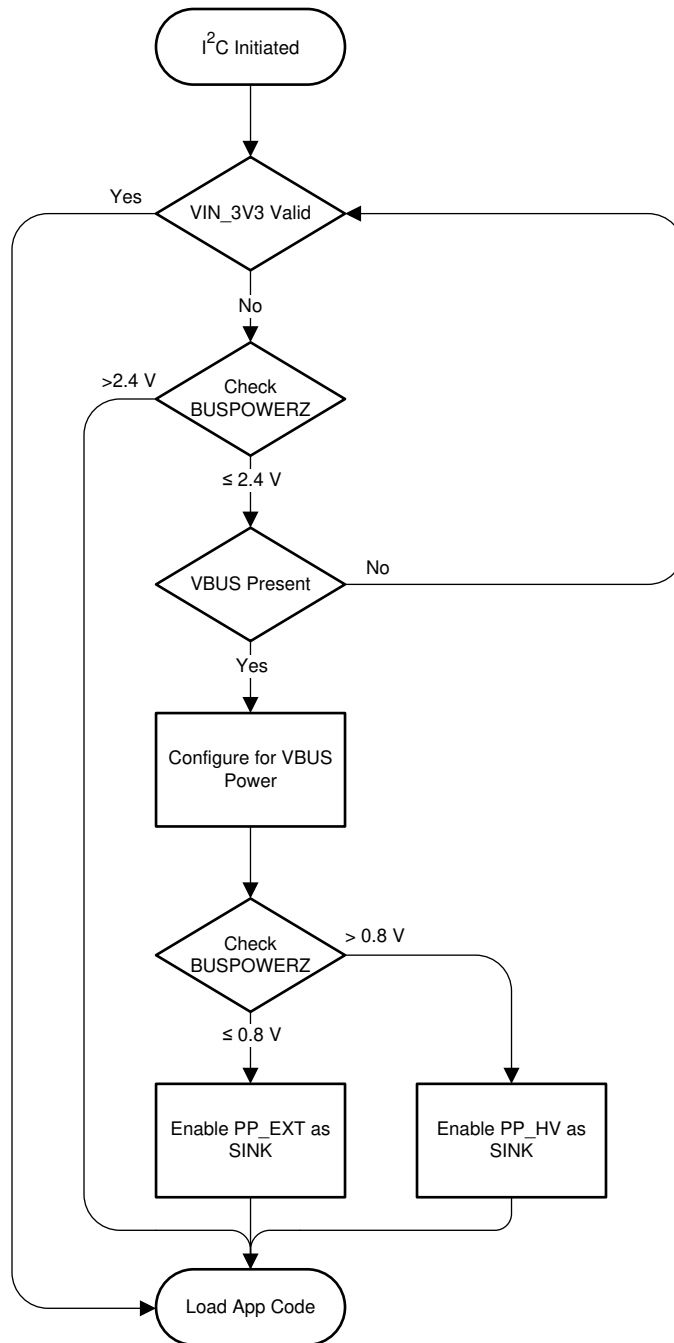 I²C Initiated
Yes
VIN_3V3 Valid
No
>2.4 V
Check
BUSPOWERZ
≤ 2.4 V
VBUS Present
No
Yes
Configure for VBUS
Power
Check
BUSPOWERZ
> 0.8 V
≤ 0.8 V
Enable PP_EXT as
SINK
Enable PP_HV as
SINK
Load App Code